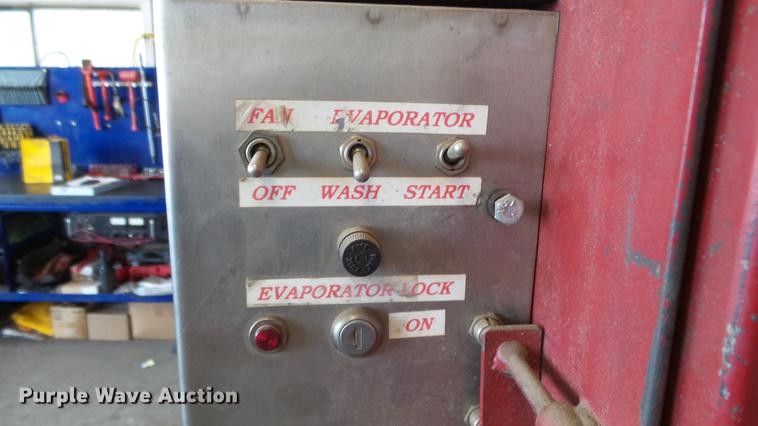 FAN EVAPORATOR
OFF WASH START
EVAPORATOR LOCK
ON
Purple Wave Auction